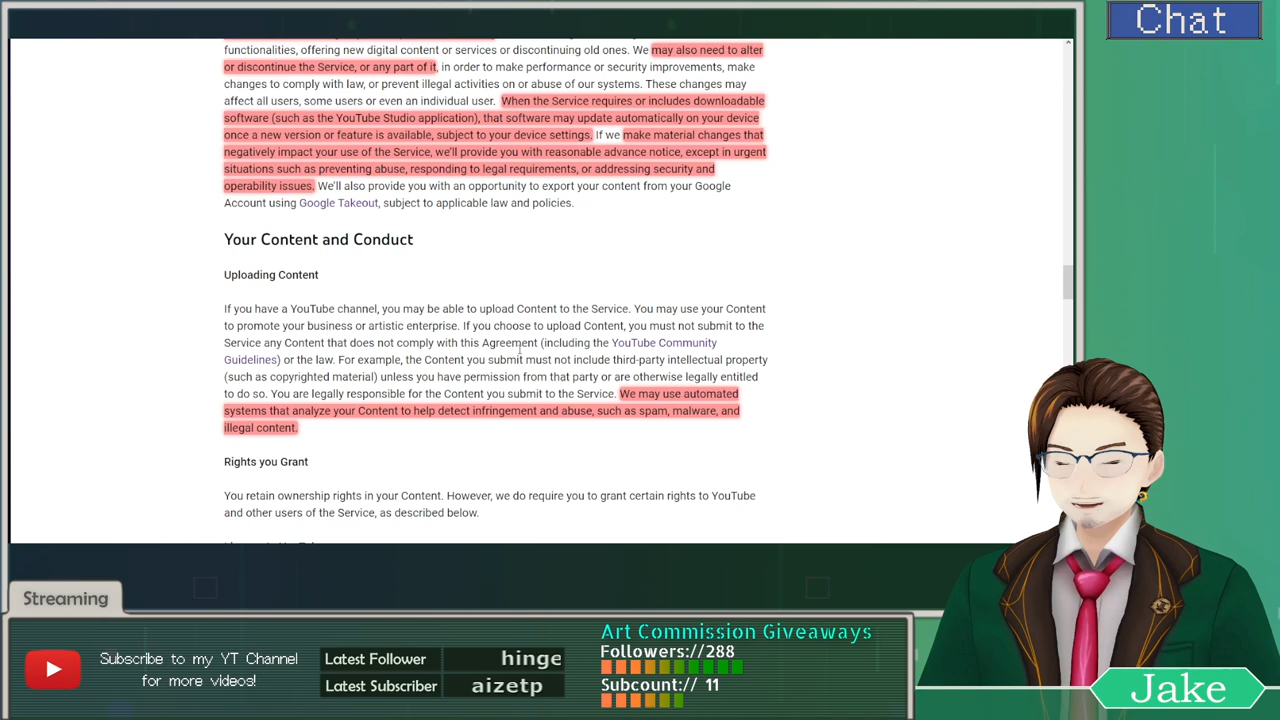 Chat
functionalities, offering new digital content or services or discontinuing old ones. We may also need to alter
or discontinue the Service, or any part of it, in order to make performance or security improvements, make
changes to comply with law, or prevent illegal activities on or abuse of our systems. These changes may
affect all users, some users or even an individual user. When the Service requires or includes downloadable
software (such as the YouTube Studio application), that software may update automatically on your device
once a new version or feature is available, subject to your device settings. If we make material changes that
negatively impact your use of the Service, we'll provide you with reasonable advance notice, except in urgent
situations such as preventing abuse, responding to legal requirements, or addressing security and
operability issues. We'll also provide you with an opportunity to export your content from your Google
Account using Google Takeout, subject to applicable law and policies.
Your Content and Conduct
Uploading Content
If you have a YouTube channel, you may be able to upload Content to the Service. You may use your Content
to promote your business or artistic enterprise. If you choose to upload Content, you must not submit to the
Service any Content that does not comply with this Agreement (including the YouTube Community
Guidelines) or the law. For example, the Content you submit must not include third-party intellectual property
(such as copyrighted material) unless you have permission from that party or are otherwise legally entitled
to do so. You are legally responsible for the Content you submit to the Service. We may use automated
systems that analyze your Content to help detect infringement and abuse, such as spam, malware, and
illegal content.
Rights you Grant
You retain ownership rights in your Content. However, we do require you to grant certain rights to YouTube
and other users of the Service, as described below.
Streaming
Subscribe to my YT Channel
for more videos!
Latest Follower hinge
Latest Subscriber aizetp
Art Commission Giveaways
Followers://288
Subcount:// 11
Jake